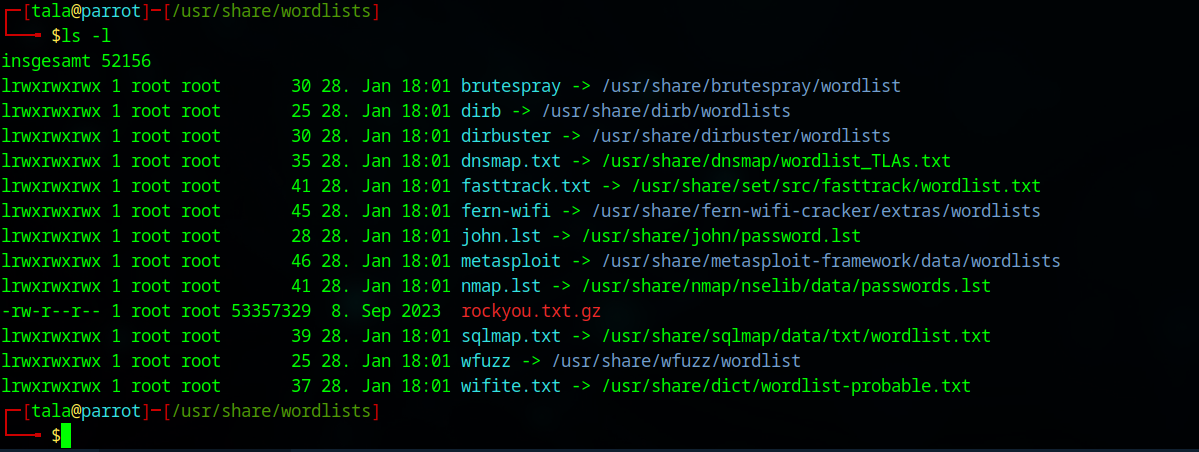 ┌─[tala@parrot]─[/usr/share/wordlists]
└──╼ $ls -l
insgesamt 52156
lrwxrwxrwx 1 root root       30 28. Jan 18:01 brutespray -> /usr/share/brutespray/wordlist
lrwxrwxrwx 1 root root       25 28. Jan 18:01 dirb -> /usr/share/dirb/wordlists
lrwxrwxrwx 1 root root       30 28. Jan 18:01 dirbuster -> /usr/share/dirbuster/wordlists
lrwxrwxrwx 1 root root       35 28. Jan 18:01 dnsmap.txt -> /usr/share/dnsmap/wordlist_TLAs.txt
lrwxrwxrwx 1 root root       41 28. Jan 18:01 fasttrack.txt -> /usr/share/set/src/fasttrack/wordlist.txt
lrwxrwxrwx 1 root root       45 28. Jan 18:01 fern-wifi -> /usr/share/fern-wifi-cracker/extras/wordlists
lrwxrwxrwx 1 root root       28 28. Jan 18:01 john.lst -> /usr/share/john/password.lst
lrwxrwxrwx 1 root root       46 28. Jan 18:01 metasploit -> /usr/share/metasploit-framework/data/wordlists
lrwxrwxrwx 1 root root       41 28. Jan 18:01 nmap.lst -> /usr/share/nmap/nselib/data/passwords.lst
-rw-r--r-- 1 root root 53357329  8. Sep 2023  rockyou.txt.gz
lrwxrwxrwx 1 root root       39 28. Jan 18:01 sqlmap.txt -> /usr/share/sqlmap/data/txt/wordlist.txt
lrwxrwxrwx 1 root root       25 28. Jan 18:01 wfuzz -> /usr/share/wfuzz/wordlist
lrwxrwxrwx 1 root root       37 28. Jan 18:01 wifite.txt -> /usr/share/dict/wordlist-probable.txt
┌─[tala@parrot]─[/usr/share/wordlists]
└──╼ $